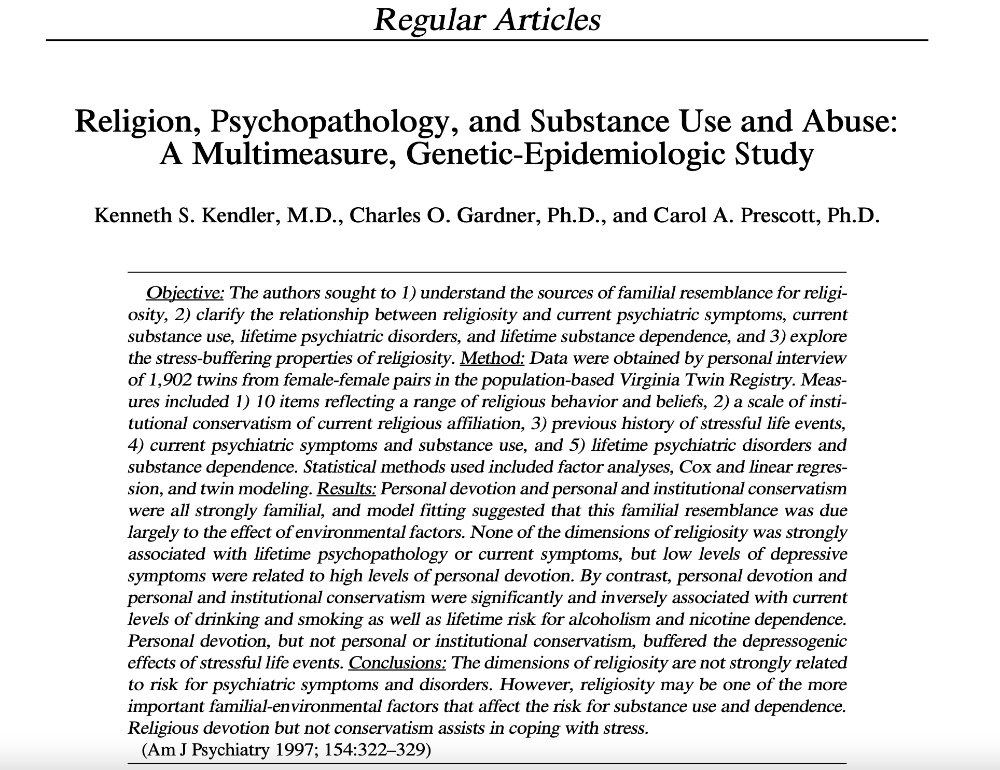 Regular Articles
Religion, Psychopathology, and Substance Use and Abuse:
A Multimeasure, Genetic-Epidemiologic Study
Kenneth S. Kendler, M.D., Charles O. Gardner, Ph.D., and Carol A. Prescott, Ph.D.
Objective: The authors sought to 1) understand the sources of familial resemblance for religi-
osity, 2) clarify the relationship between religiosity and current psychiatric symptoms, current
substance use, lifetime psychiatric disorders, and lifetime substance dependence, and 3) explore
the stress-buffering properties of religiosity. Method: Data were obtained by personal interview
of 1,902 twins from female-female pairs in the population-based Virginia Twin Registry. Meas-
ures included 1) 10 items reflecting a range of religious behavior and beliefs, 2) a scale of insti-
tutional conservatism of current religious affiliation, 3) previous history of stressful life events,
4) current psychiatric symptoms and substance use, and 5) lifetime psychiatric disorders and
substance dependence. Statistical methods used included factor analyses, Cox and linear regres-
sion, and twin modeling. Results: Personal devotion and personal and institutional conservatism
were all strongly familial, and model fitting suggested that this familial resemblance was due
largely to the effect of environmental factors. None of the dimensions of religiosity was strongly
associated with lifetime psychopathology or current symptoms, but low levels of depressive
symptoms were related to high levels of personal devotion. By contrast, personal devotion and
personal and institutional conservatism were significantly and inversely associated with current
levels of drinking and smoking as well as lifetime risk for alcoholism and nicotine dependence.
Personal devotion, but not personal or institutional conservatism, buffered the depressogenic
effects of stressful life events. Conclusions: The dimensions of religiosity are not strongly related
to risk for psychiatric symptoms and disorders. However, religiosity may be one of the more
important familial-environmental factors that affect the risk for substance use and dependence.
Religious devotion but not conservatism assists in coping with stress.
(Am J Psychiatry 1997; 154:322–329)